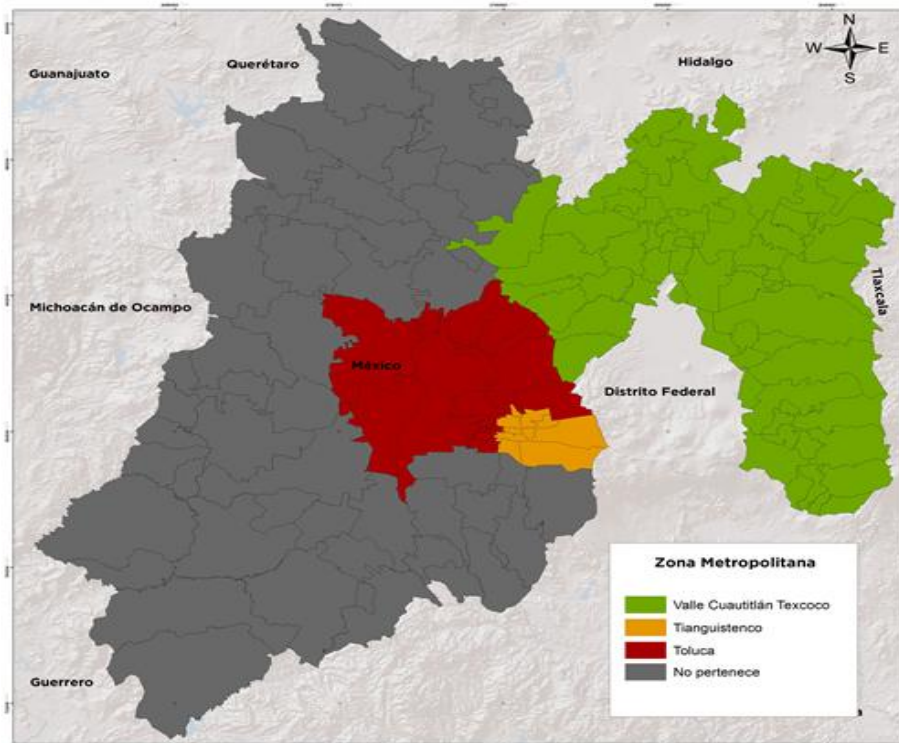 N
W E
S
Guanajuato
Querétaro
Hidalgo
Tlaxcala
Michoacán de Ocampo
México
Distrito Federal
Guerrero
Zona Metropolitana
Valle Cuautitlán Texcoco
Tianguistenco
Toluca
No pertenece